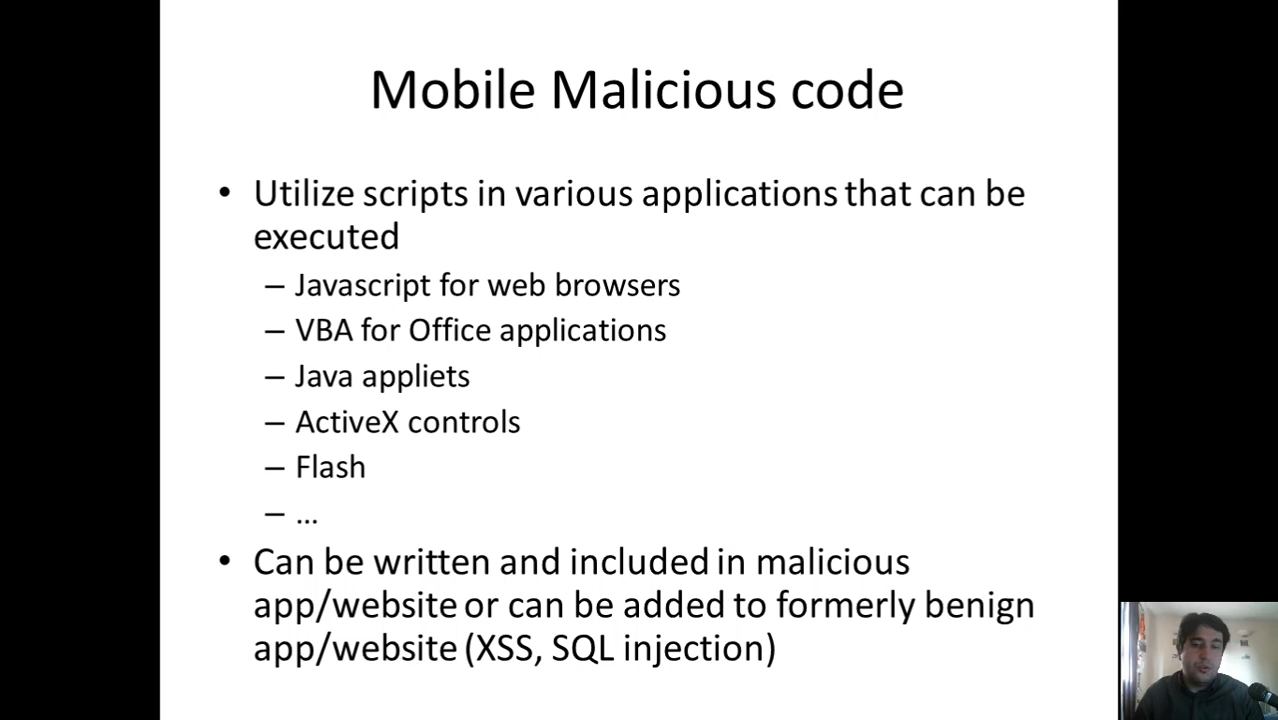 Mobile Malicious code
• Utilize scripts in various applications that can be
executed
– Javascript for web browsers
– VBA for Office applications
– Java appliets
– ActiveX controls
– Flash
– ...
• Can be written and included in malicious
app/website or can be added to formerly benign
app/website (XSS, SQL injection)